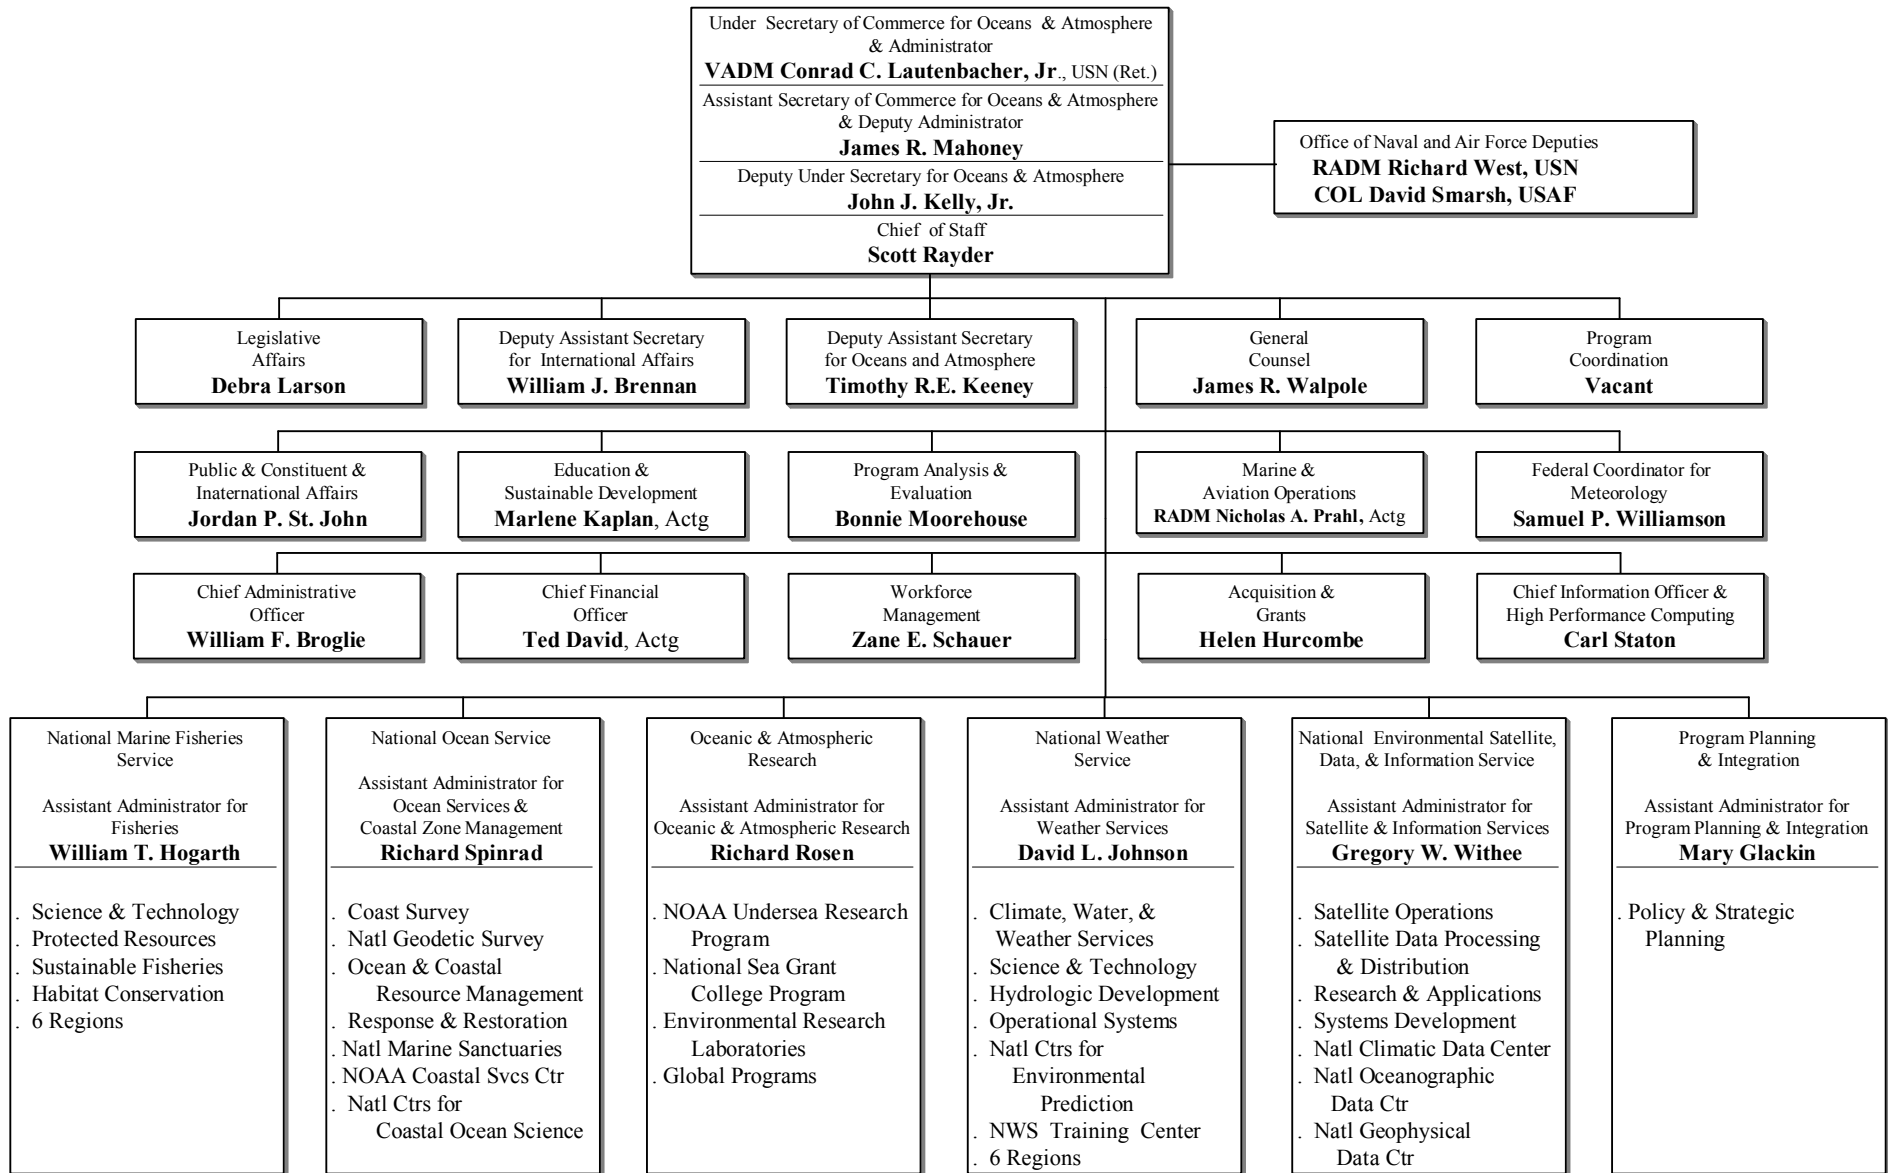 Under Secretary of Commerce for Oceans & Atmosphere
& Administrator
VADM Conrad C. Lautenbacher, Jr., USN (Ret.)
Assistant Secretary of Commerce for Oceans & Atmosphere
& Deputy Administrator
James R. Mahoney
Deputy Under Secretary for Oceans & Atmosphere
John J. Kelly, Jr.
Chief of Staff
Scott Rayder
Office of Naval and Air Force Deputies
RADM Richard West, USN
COL David Smarsh, USAF
Legislative
Affairs
Debra Larson
Deputy Assistant Secretary
for International Affairs
William J. Brennan
Deputy Assistant Secretary
for Oceans and Atmosphere
Timothy R.E. Keeney
General
Counsel
James R. Walpole
Program
Coordination
Vacant
Public & Constituent &
Inaternational Affairs
Jordan P. St. John
Education &
Sustainable Development
Marlene Kaplan, Actg
Program Analysis &
Evaluation
Bonnie Moorehouse
Marine &
Aviation Operations
RADM Nicholas A. Prahl, Actg
Federal Coordinator for
Meteorology
Samuel P. Williamson
Chief Administrative
Officer
William F. Broglie
Chief Financial
Officer
Ted David, Actg
Workforce
Management
Zane E. Schauer
Acquisition &
Grants
Helen Hurcombe
Chief Information Officer &
High Performance Computing
Carl Staton
National Marine Fisheries
Service
Assistant Administrator for
Fisheries
William T. Hogarth
. Science & Technology
. Protected Resources
. Sustainable Fisheries
. Habitat Conservation
. 6 Regions
National Ocean Service
Assistant Administrator for
Ocean Services &
Coastal Zone Management
Richard Spinrad
. Coast Survey
. Natl Geodetic Survey
. Ocean & Coastal
Resource Management
. Response & Restoration
. Natl Marine Sanctuaries
. NOAA Coastal Svcs Ctr
. Natl Ctrs for
Coastal Ocean Science
Oceanic & Atmospheric
Research
Assistant Administrator for
Oceanic & Atmospheric Research
Richard Rosen
. NOAA Undersea Research
Program
. National Sea Grant
College Program
. Environmental Research
Laboratories
. Global Programs
National Weather
Service
Assistant Administrator for
Weather Services
David L. Johnson
. Climate, Water, &
Weather Services
. Science & Technology
. Hydrologic Development
. Operational Systems
. Natl Ctrs for
Environmental
Prediction
. NWS Training Center
. 6 Regions
National Environmental Satellite,
Data, & Information Service
Assistant Administrator for
Satellite & Information Services
Gregory W. Withee
. Satellite Operations
. Satellite Data Processing
& Distribution
. Research & Applications
. Systems Development
. Natl Climatic Data Center
. Natl Oceanographic
Data Ctr
. Natl Geophysical
Data Ctr
Program Planning
& Integration
Assistant Administrator for
Program Planning & Integration
Mary Glackin
. Policy & Strategic
Planning